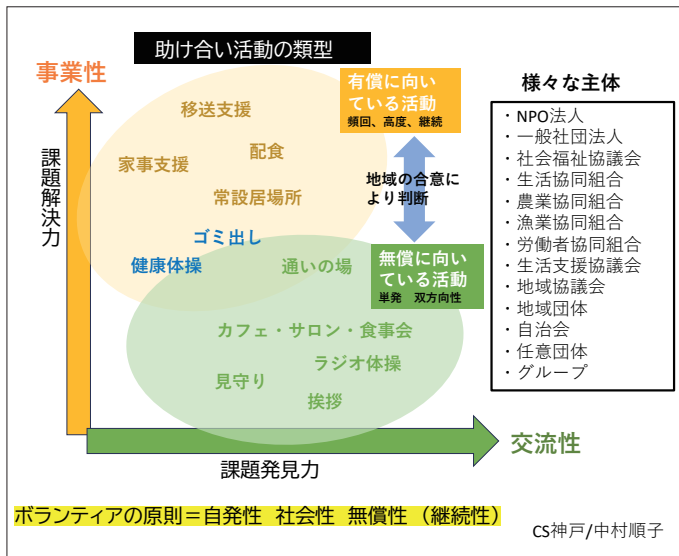 助け合い活動の類型
事業性
課題解決力
移送支援
配食
家事支援
常設居場所
ゴミ出し
健康体操
通いの場
カフェ・サロン・食事会
ラジオ体操
見守り
挨拶
有償に向い
ている活動
頻回、高度、継続
地域の合意に
より判断
無償に向い
ている活動
単発 双方向性
様々な主体
・NPO法人
・一般社団法人
・社会福祉協議会
・生活協同組合
・農業協同組合
・漁業協同組合
・労働者協同組合
・生活支援協議会
・地域協議会
・地域団体
・自治会
・任意団体
・グループ
交流性
課題発見力
ボランティアの原則＝自発性 社会性 無償性 （継続性）
CS神戸/中村順子